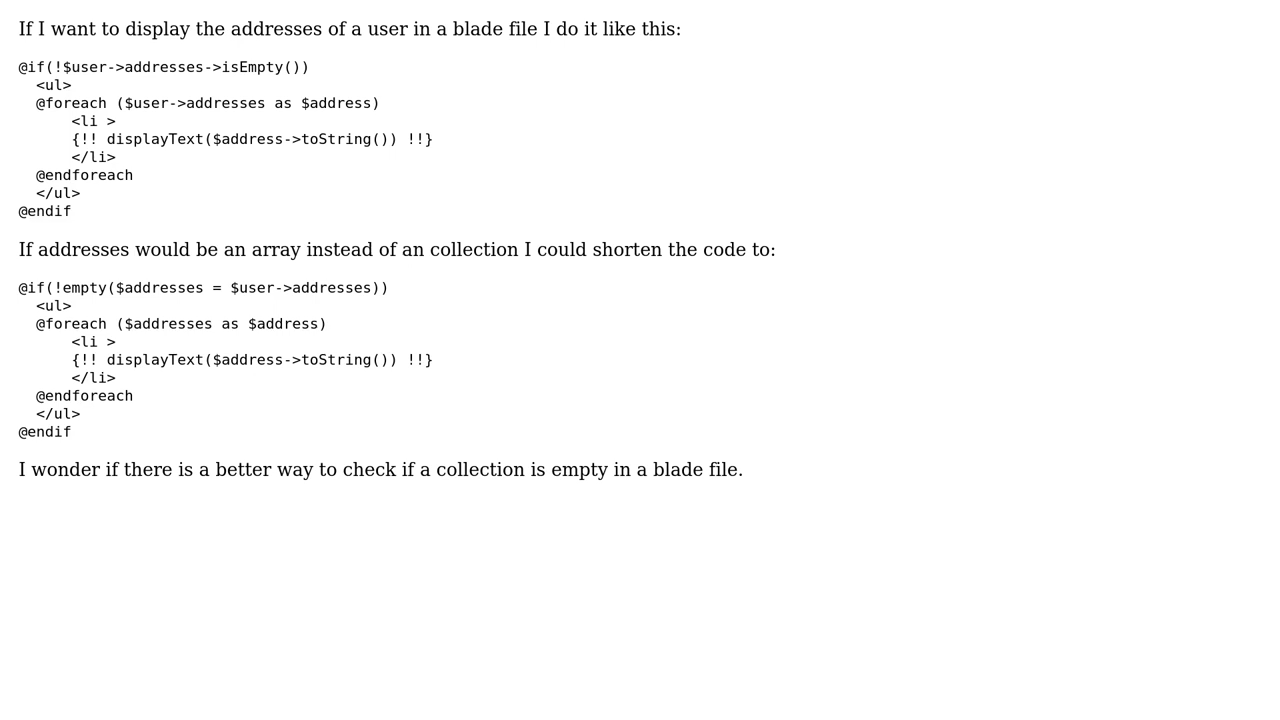 If I want to display the addresses of a user in a blade file I do it like this:
@if(!$user->addresses->isEmpty())
  <ul>
  @foreach ($user->addresses as $address)
      <li >
      {!! displayText($address->toString()) !!}
      </li>
  @endforeach
  </ul>
@endif
If addresses would be an array instead of an collection I could shorten the code to:
@if(!empty($addresses = $user->addresses))
  <ul>
  @foreach ($addresses as $address)
      <li >
      {!! displayText($address->toString()) !!}
      </li>
  @endforeach
  </ul>
@endif
I wonder if there is a better way to check if a collection is empty in a blade file.